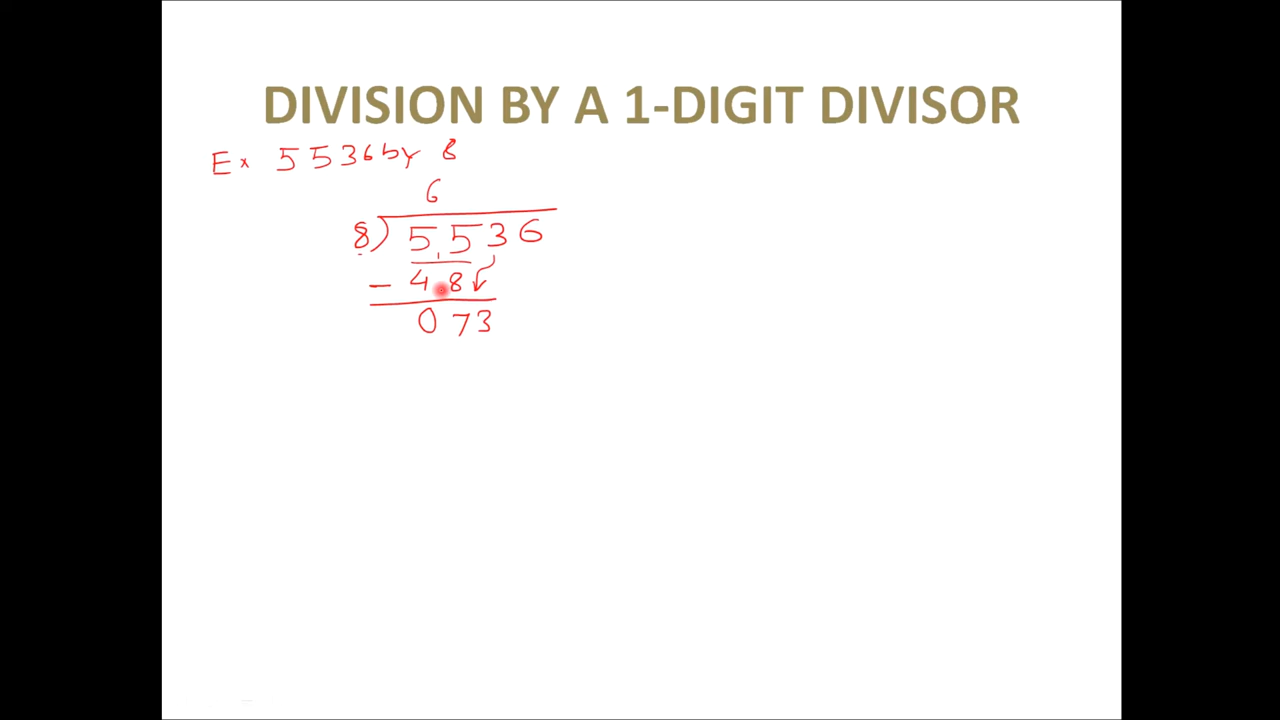 DIVISION BY A 1-DIGIT DIVISOR
Ex 5536 by 8
6
8) 5536
- 48
073